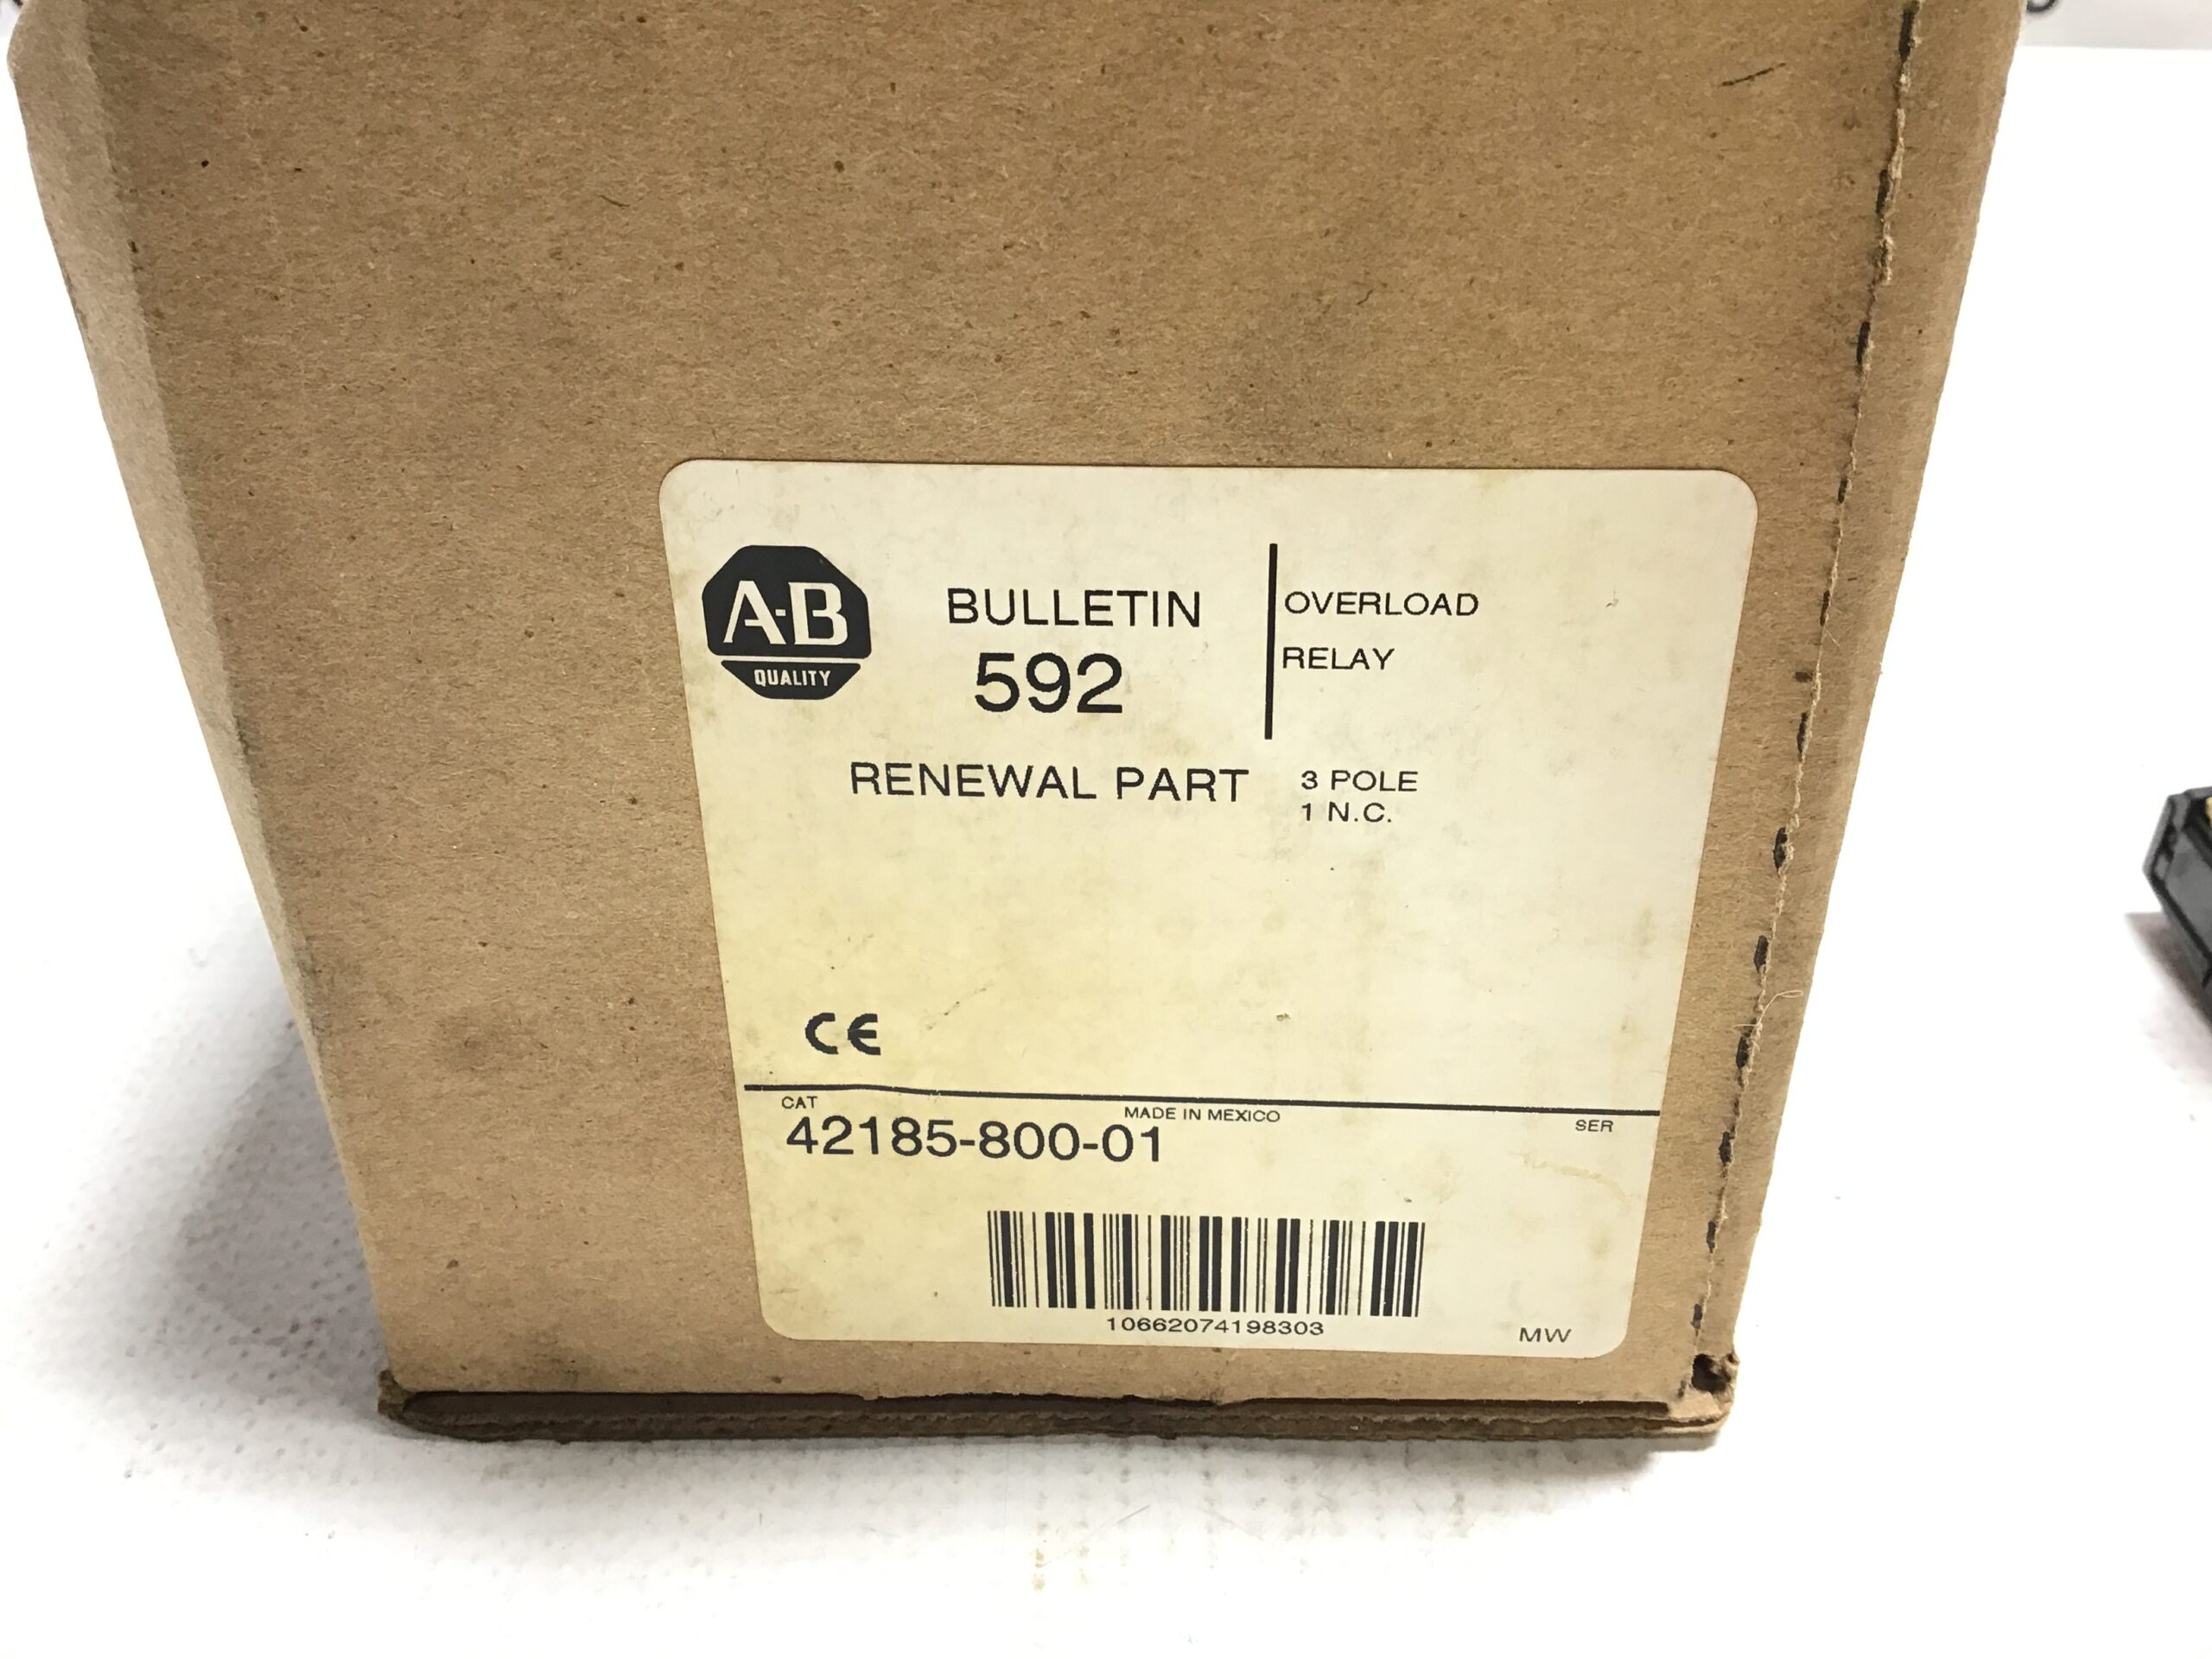 A-B
QUALITY
BULLETIN
592
OVERLOAD
RELAY
RENEWAL PART
3 POLE
1 N.C.
CE
CAT
MADE IN MEXICO
SER
42185-800-01
10662074198303
MW